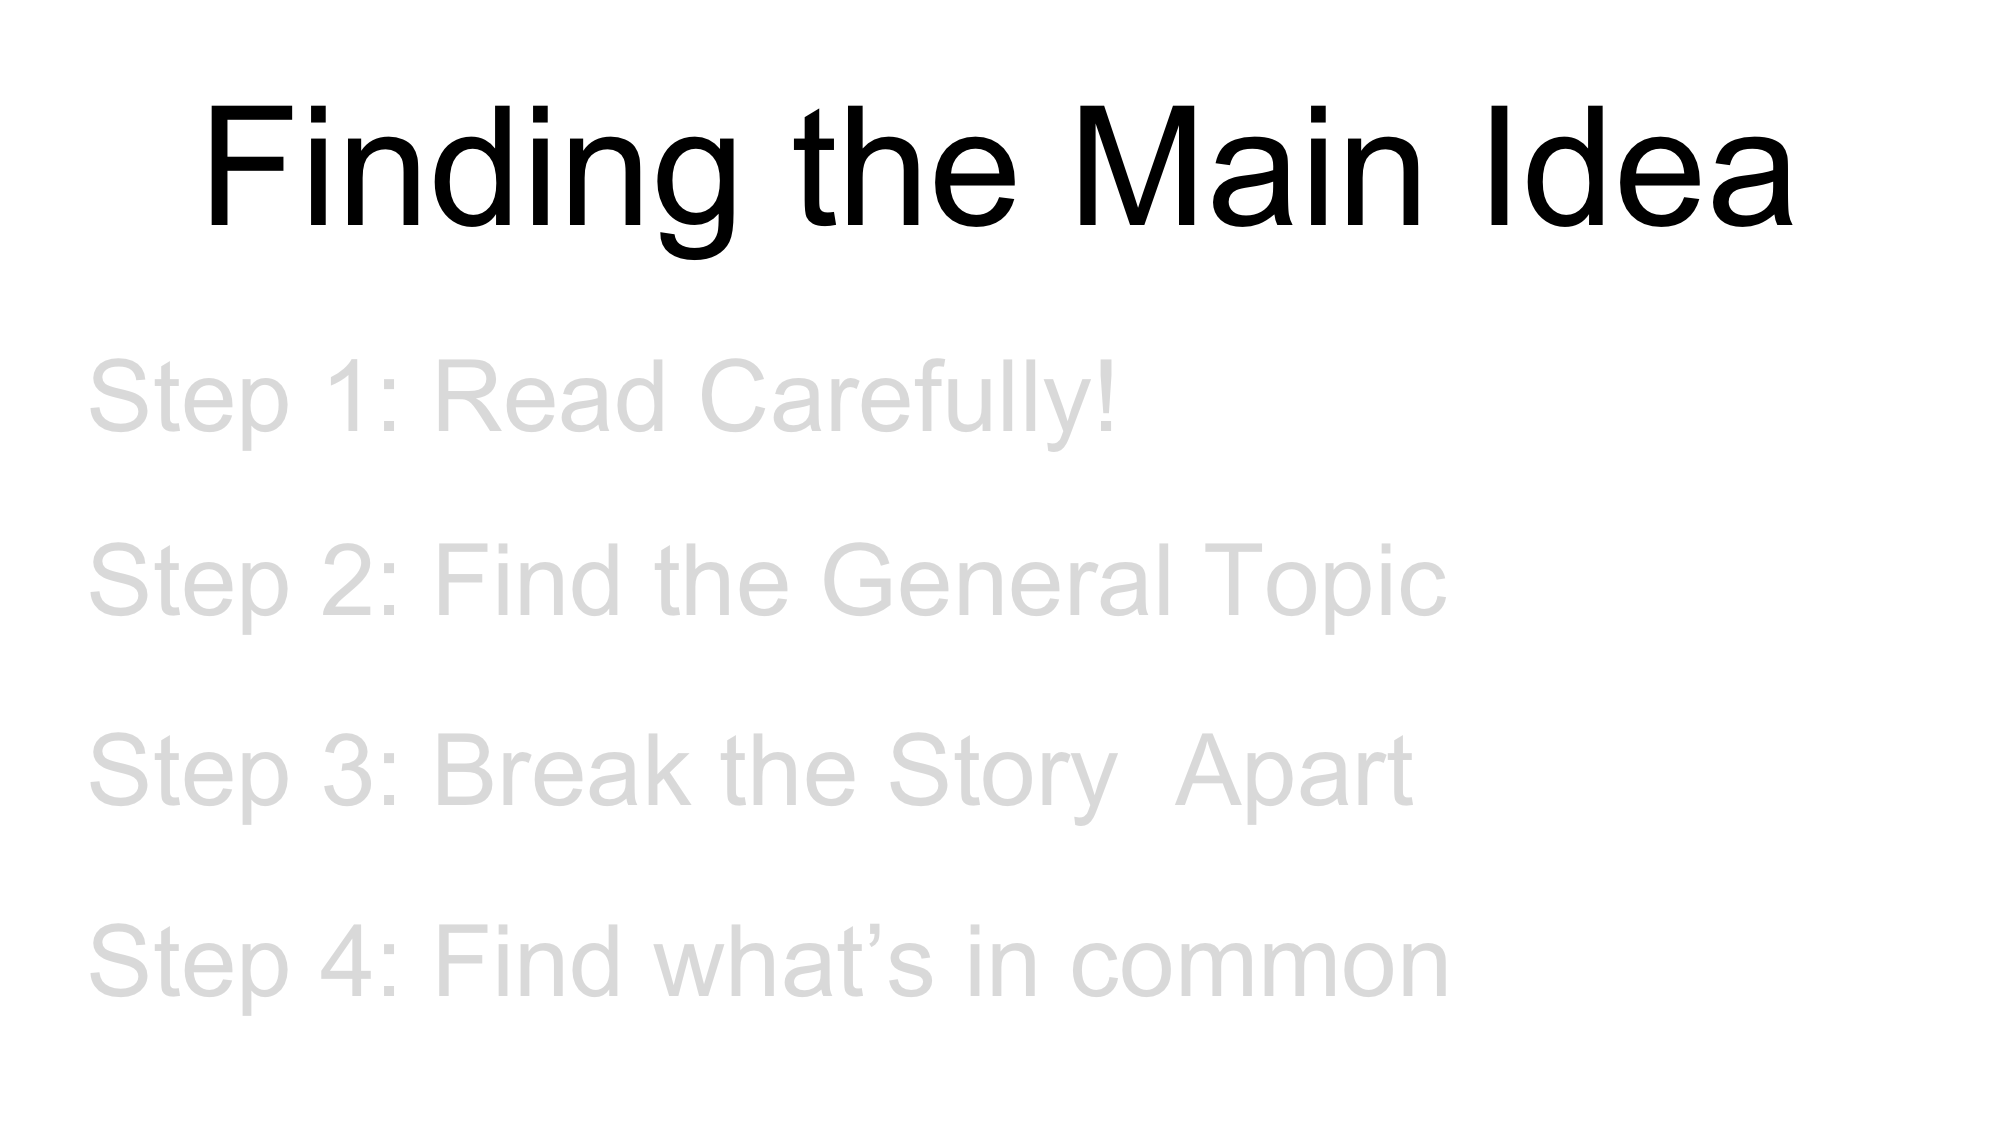 Finding the Main Idea
Step 1: Read Carefully!
Step 2: Find the General Topic
Step 3: Break the Story  Apart
Step 4: Find what’s in common